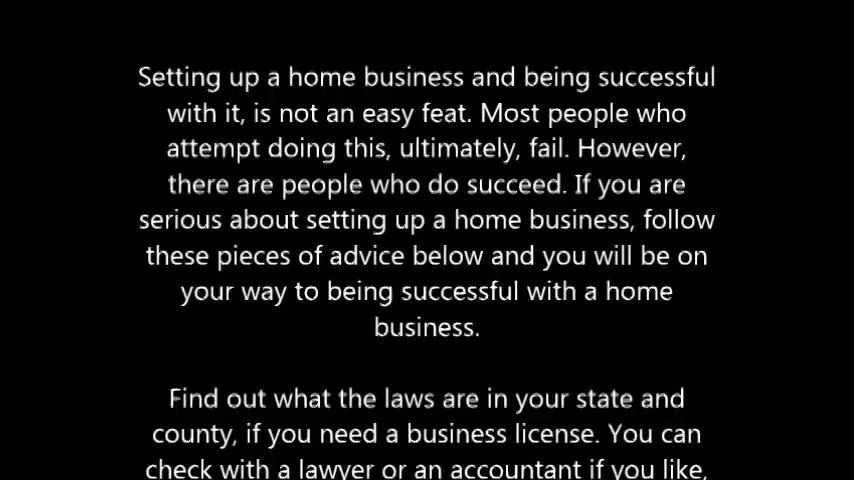 Setting up a home business and being successful
with it, is not an easy feat. Most people who
attempt doing this, ultimately, fail. However,
there are people who do succeed. If you are
serious about setting up a home business, follow
these pieces of advice below and you will be on
your way to being successful with a home
business.
Find out what the laws are in your state and
county, if you need a business license. You can
check with a lawyer or an accountant if you like,